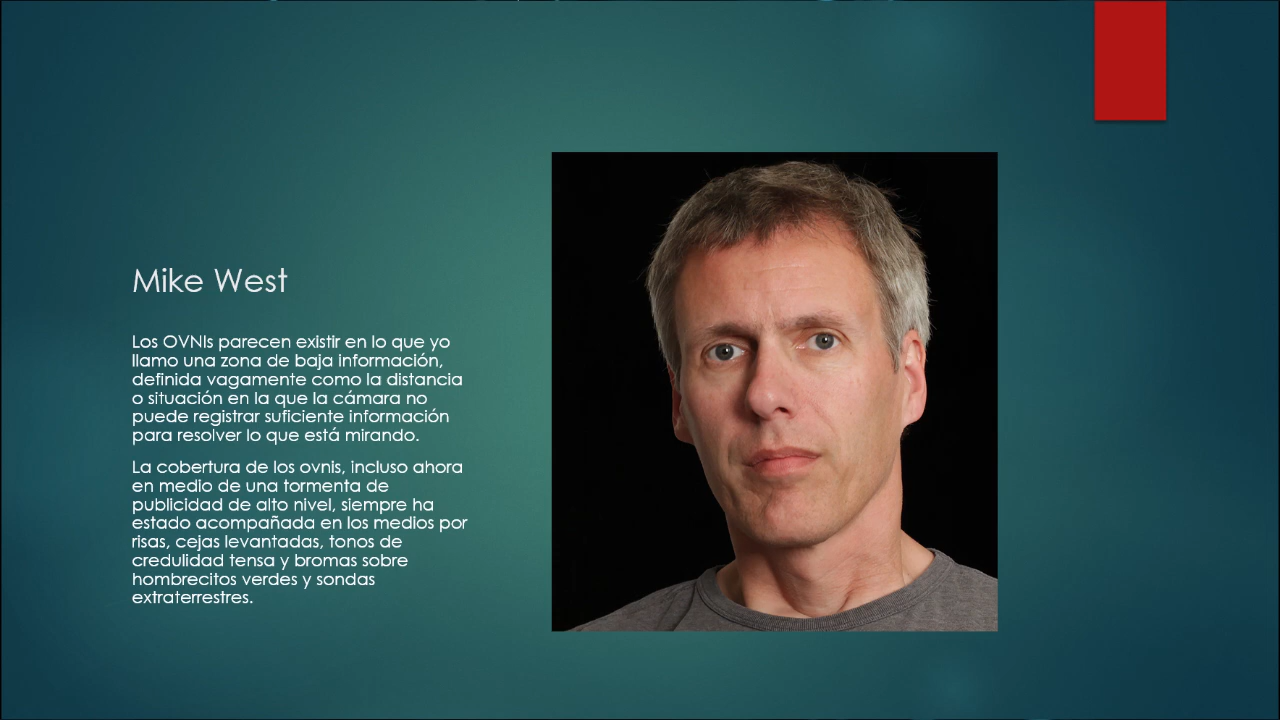 Mike West
Los OVNIs parecen existir en lo que yo
llamo una zona de baja información,
definida vagamente como la distancia
o situación en la que la cámara no
puede registrar suficiente información
para resolver lo que está mirando.
La cobertura de los ovnis, incluso ahora
en medio de una tormenta de
publicidad de alto nivel, siempre ha
estado acompañada en los medios por
risas, cejas levantadas, tonos de
credulidad tensa y bromas sobre
hombrecitos verdes y sondas
extraterrestres.